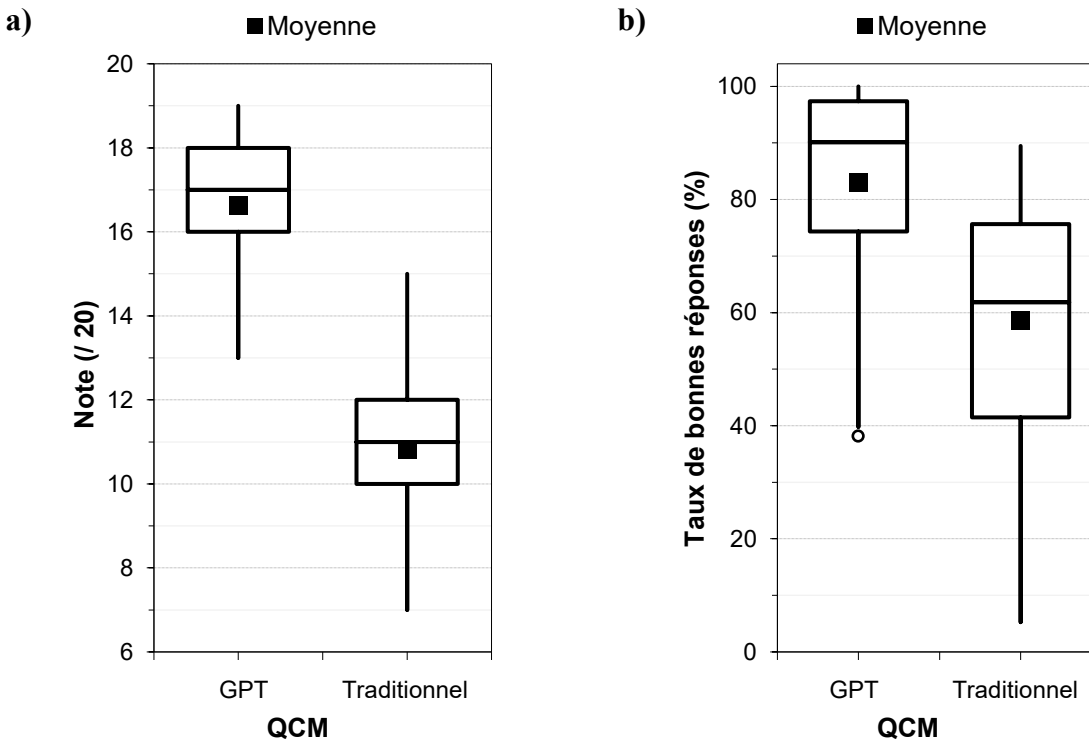 a)
■Moyenne
20
18
16
14
12
10
8
6
Note (/ 20)
GPT Traditionnel
QCM
b)
■Moyenne
100
80
60
40
20
0
Taux de bonnes réponses (%)
GPT Traditionnel
QCM